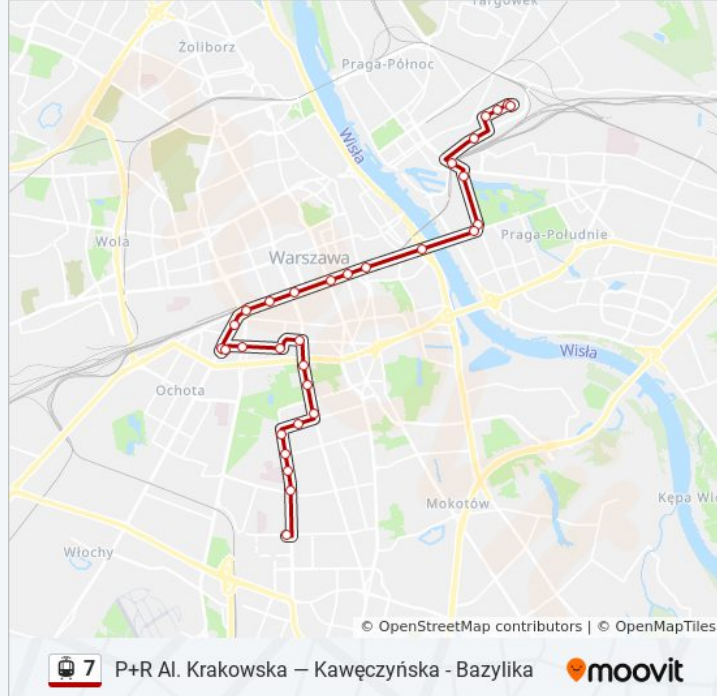 Targówek
Żoliborz
Praga-Północ
Wisła
Wola
Praga-Południe
Warszawa
Wisła
Ochota
Mokotów
Kępa Wi
Włochy
© OpenStreetMap contributors | © OpenMapTiles
7 P+R Al. Krakowska — Kawęczyńska - Bazylika moovit